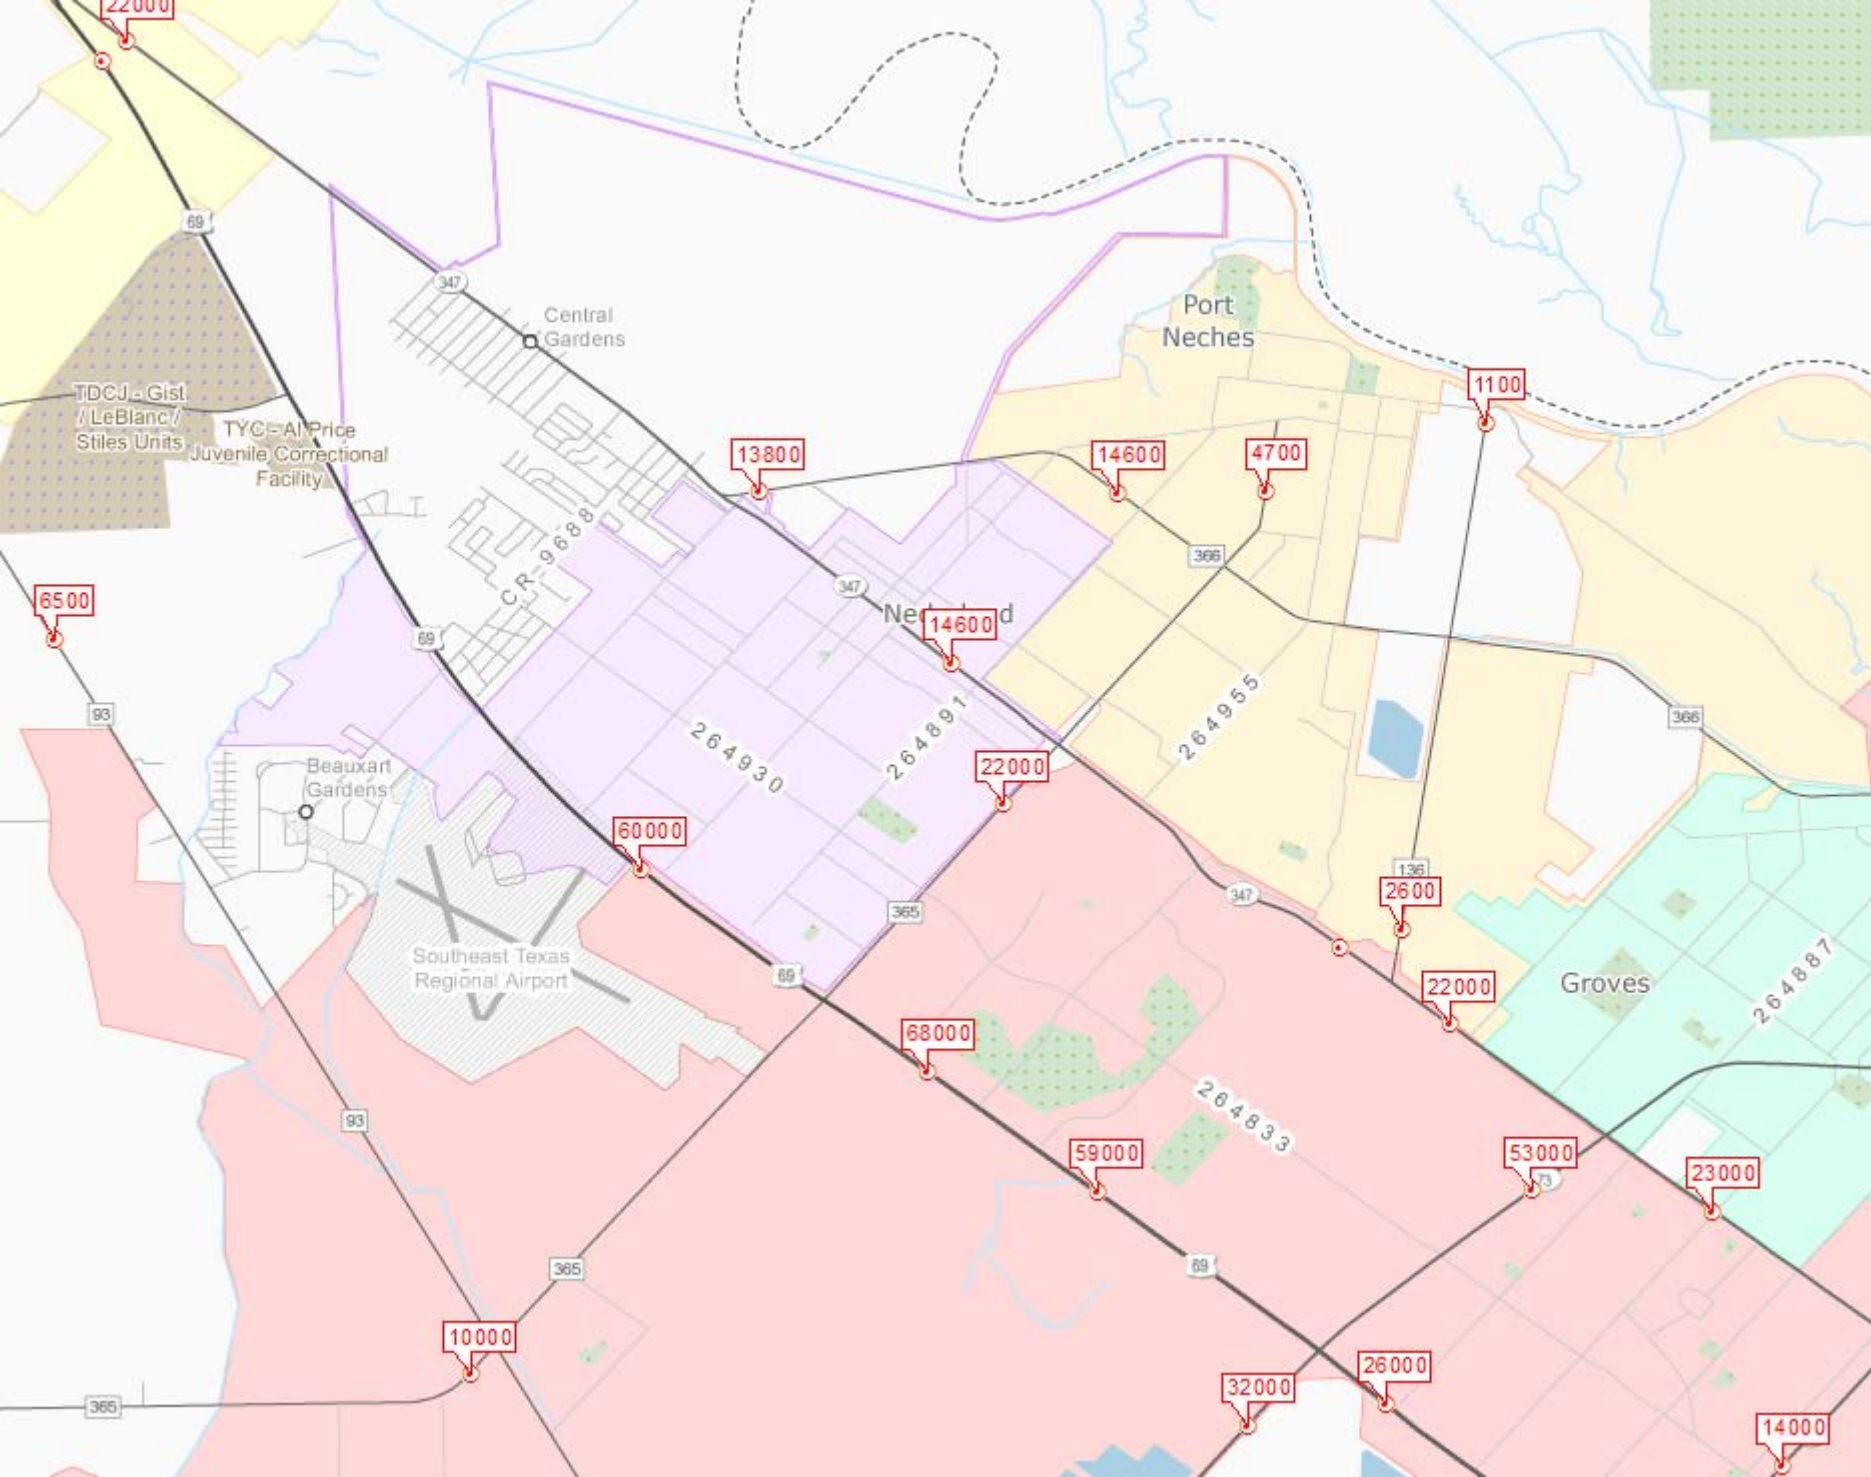 22000
69
347
Central
Gardens
Port
Neches
TDCJ - Gist
/ LeBlanc /
Stiles Units
TYC - Al Price
Juvenile Correctional
Facility
1100
13800
14600
4700
366
CR-9688
347
14600
6500
69
93
366
264930
264891
264955
22000
Beauxart
Gardens
60000
136
2600
347
365
Southeast Texas
Regional Airport
69
22000
Groves
264887
68000
93
264833
59000
53000
73
23000
365
69
10000
26000
32000
365
14000